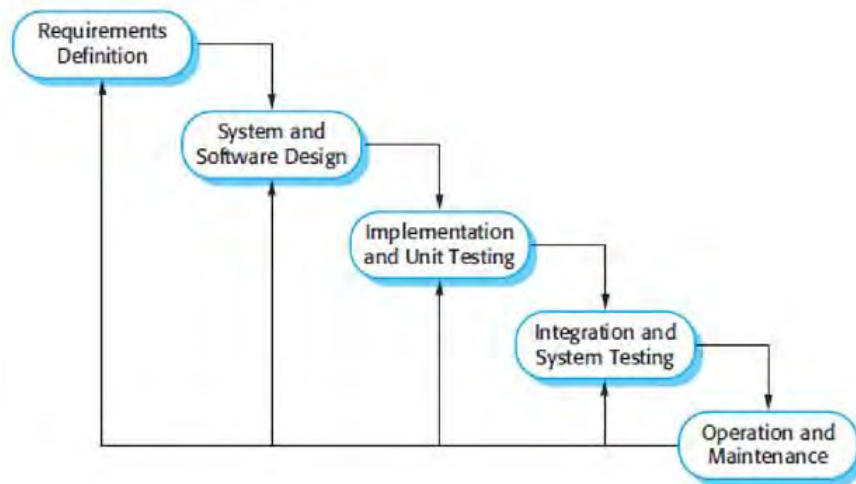 Requirements
Definition
System and
Software Design
Implementation
and Unit Testing
Integration and
System Testing
Operation and
Maintenance